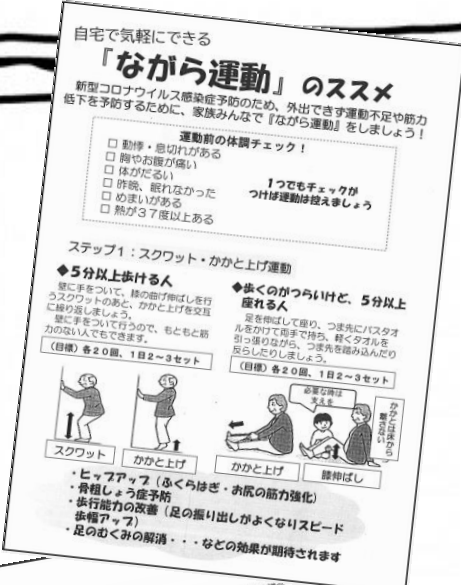 自宅で気軽にできる
『ながら運動』のススメ
新型コロナウイルス感染症予防のため、外出できず運動不足や筋力
低下を予防するために、家族みんなで『ながら運動』をしましょう！
運動前の体調チェック！
□ 動悸・息切れがある
□ 胸やお腹が痛い
□ 体がだるい
□ 昨晩、眠れなかった
□ めまいがある
□ 熱が３７度以上ある
１つでもチェックが
つけば運動は控えましょう
ステップ１：スクワット・かかと上げ運動
◆５分以上歩ける人
壁に手をついて、膝の曲げ伸ばしを行
うスクワットのあと、かかと上げを交互
に繰り返しましょう。
壁に手をついて行うので、もともと筋
力のない人でもできます。
（目標）各２０回、１日２～３セット
スクワット
かかと上げ
◆歩くのがつらいけど、５分以上
座れる人
足を伸ばして座り、つま先にバスタオ
ルをかけて両手で持ち、軽くタオルを
引っ張りながら、つま先を踏み込んだり
反らしたりしましょう。
（目標）各２０回、１日２～３セット
必要な時は
支えを
かかとは床から
離さない
かかと上げ
膝伸ばし
・ヒップアップ（ふくらはぎ・お尻の筋力強化）
・骨粗しょう症予防
・歩行能力の改善（足の振り出しがよくなりスピード
歩幅アップ）
・足のむくみの解消・・・などの効果が期待されます